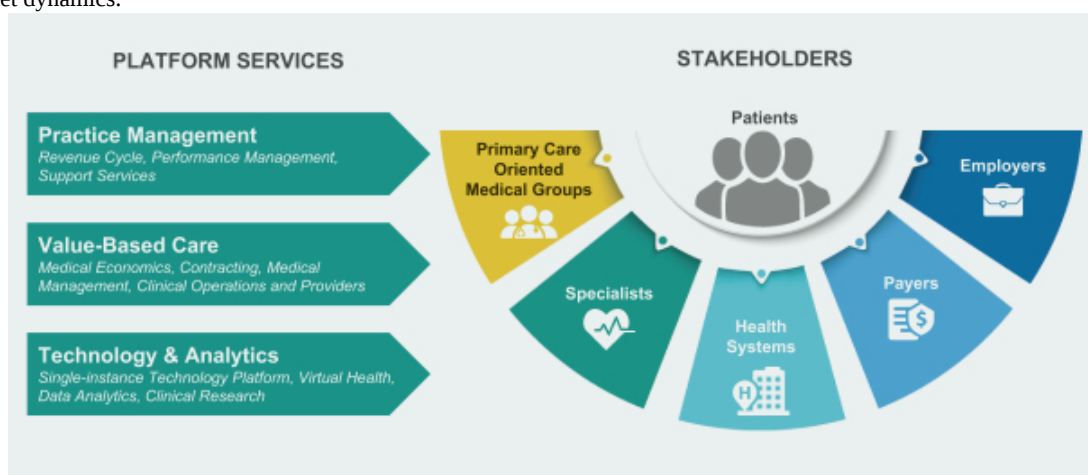 et dynamics.
PLATFORM SERVICES
Practice Management
Revenue Cycle, Performance Management,
Support Services
Value-Based Care
Medical Economics, Contracting, Medical
Management, Clinical Operations and Providers
Technology & Analytics
Single-instance Technology Platform, Virtual Health,
Data Analytics, Clinical Research
STAKEHOLDERS
Patients
Primary Care
Oriented
Medical Groups
Specialists
Health
Systems
H
Payers
$
Employers